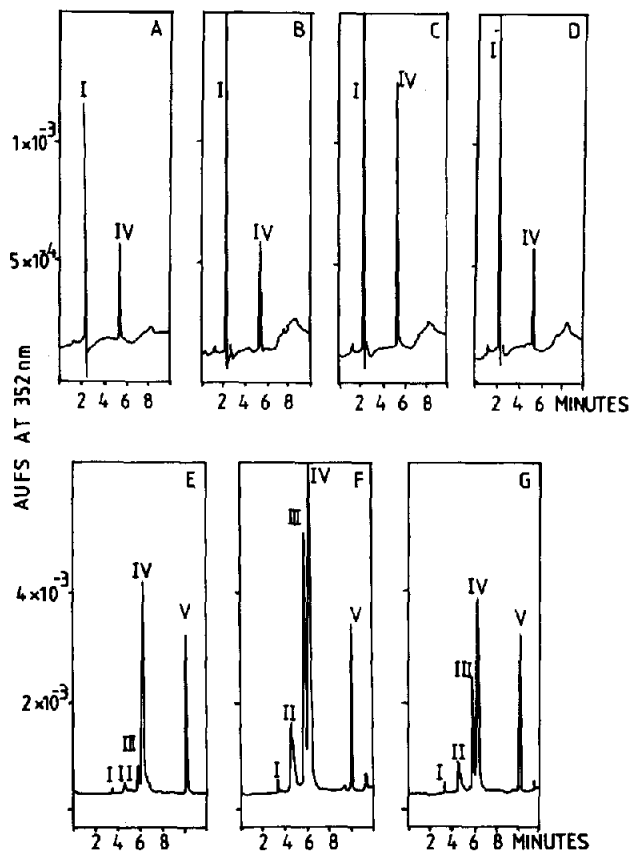 A B C D
I I I I
IV IV IV IV
1×10⁻³
5×10⁻⁴
2 4 6 8 2 4 6 8 2 4 6 8 2 4 6 MINUTES
AUFS AT 352nm
E F G
IV III IV IV
V V V
III II III
I II I I II
4×10⁻³
2×10⁻³
2 4 6 8 2 4 6 8 2 4 6 8 MINUTES